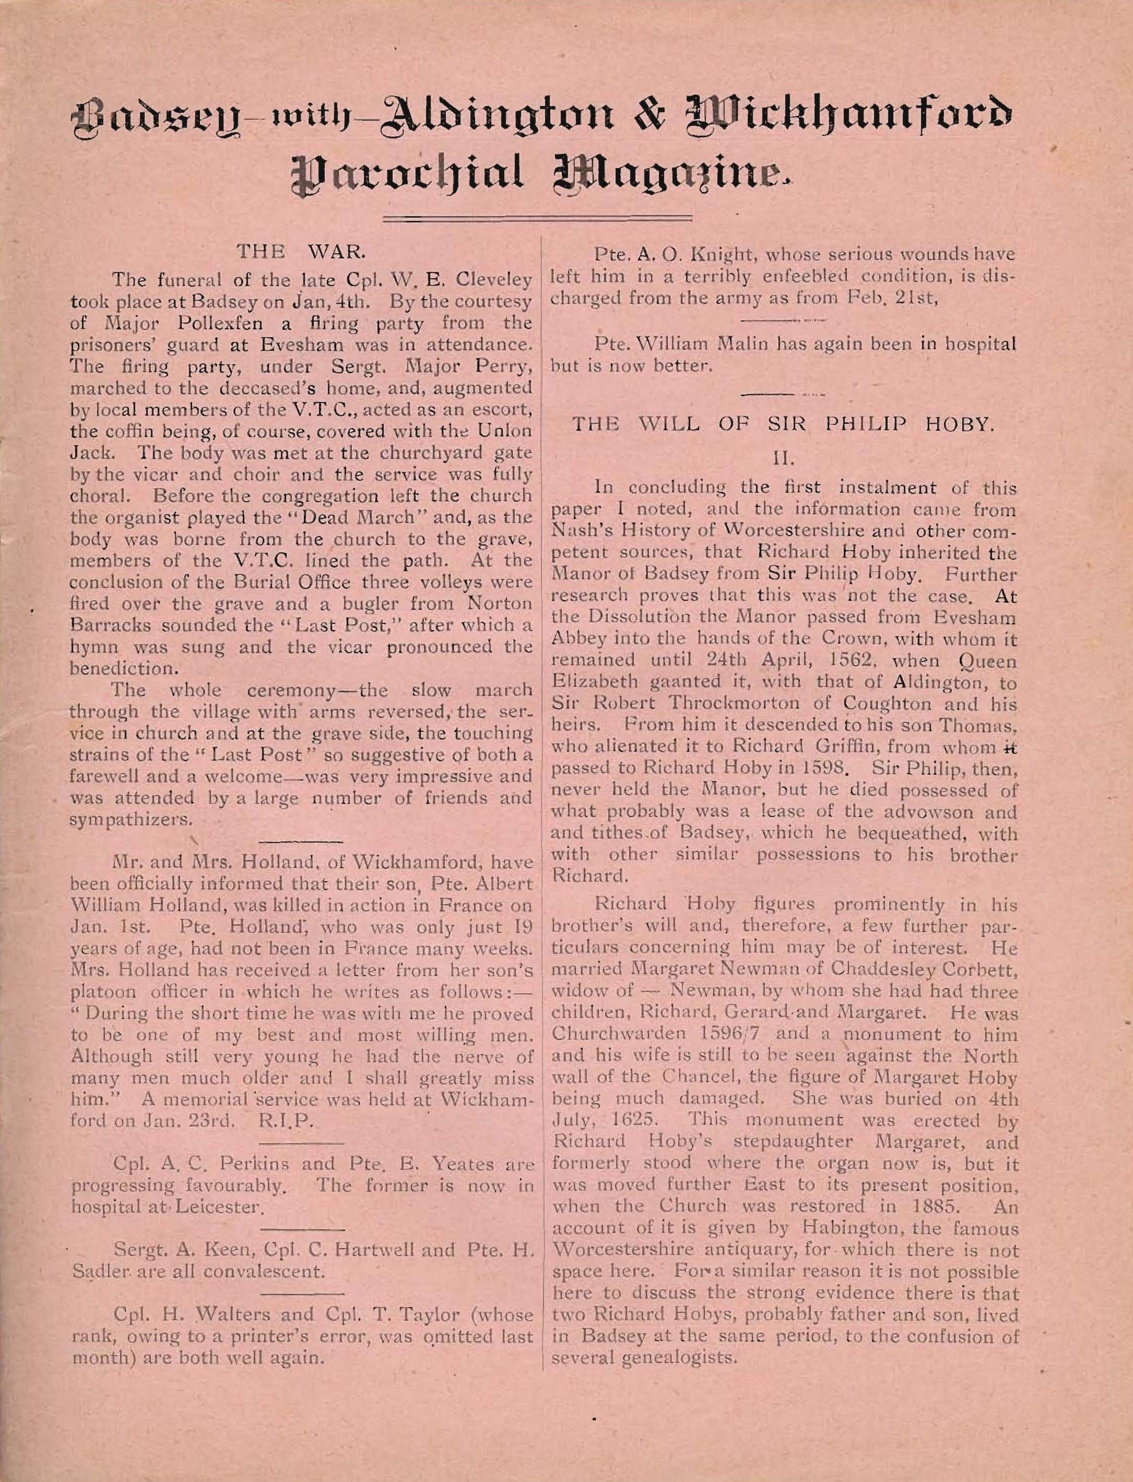 Badsey-with-Aldington & Wickhamford
Parochial Magazine.
THE WAR.
The funeral of the late Cpl. W. E. Cleveley
took place at Badsey on Jan, 4th. By the courtesy
of Major Pollexfen a firing party from the
prisoners' guard at Evesham was in attendance.
The firing party, under Sergt. Major Perry,
marched to the deccased's home, and, augmented
by local members of the V.T.C., acted as an escort,
the coffin being, of course, covered with the Union
Jack. The body was met at the churchyard gate
by the vicar and choir and the service was fully
choral. Before the congregation left the church
the organist played the "Dead March" and, as the
body was borne from the church to the grave,
members of the V.T.C. lined the path. At the
conclusion of the Burial Office three volleys were
fired over the grave and a bugler from Norton
Barracks sounded the "Last Post," after which a
hymn was sung and the vicar pronounced the
benediction.
The whole ceremony—the slow march
through the village with arms reversed, the ser-
vice in church and at the grave side, the touching
strains of the "Last Post" so suggestive of both a
farewell and a welcome—was very impressive and
was attended by a large number of friends and
sympathizers.
Mr. and Mrs. Holland, of Wickhamford, have
been officially informed that their son, Pte. Albert
William Holland, was killed in action in France on
Jan. 1st. Pte. Holland, who was only just 19
years of age, had not been in France many weeks.
Mrs. Holland has received a letter from her son's
platoon officer in which he writes as follows:—
"During the short time he was with me he proved
to be one of my best and most willing men.
Although still very young he had the nerve of
many men much older and I shall greatly miss
him." A memorial service was held at Wickham-
ford on Jan. 23rd. R.I.P.
Cpl. A. C. Perkins and Pte. E. Yeates are
progressing favourably. The former is now in
hospital at Leicester.
Sergt. A. Keen, Cpl. C. Hartwell and Pte. H.
Sadler are all convalescent.
Cpl. H. Walters and Cpl. T. Taylor (whose
rank, owing to a printer's error, was omitted last
month) are both well again.
Pte. A. O. Knight, whose serious wounds have
left him in a terribly enfeebled condition, is dis-
charged from the army as from Feb. 21st,
Pte. William Malin has again been in hospital
but is now better.
THE WILL OF SIR PHILIP HOBY.
II.
In concluding the first instalment of this
paper I noted, and the information came from
Nash's History of Worcestershire and other com-
petent sources, that Richard Hoby inherited the
Manor of Badsey from Sir Philip Hoby. Further
research proves that this was not the case. At
the Dissolution the Manor passed from Evesham
Abbey into the hands of the Crown, with whom it
remained until 24th April, 1562, when Queen
Elizabeth gaanted it, with that of Aldington, to
Sir Robert Throckmorton of Coughton and his
heirs. From him it descended to his son Thomas,
who alienated it to Richard Griffin, from whom it
passed to Richard Hoby in 1598. Sir Philip, then,
never held the Manor, but he died possessed of
what probably was a lease of the advowson and
and tithes of Badsey, which he bequeathed, with
with other similar possessions to his brother
Richard.
Richard Hoby figures prominently in his
brother's will and, therefore, a few further par-
ticulars concerning him may be of interest. He
married Margaret Newman of Chaddesley Corbett,
widow of — Newman, by whom she had had three
children, Richard, Gerard and Margaret. He was
Churchwarden 1596/7 and a monument to him
and his wife is still to be seen against the North
wall of the Chancel, the figure of Margaret Hoby
being much damaged. She was buried on 4th
July, 1625. This monument was erected by
Richard Hoby's stepdaughter Margaret, and
formerly stood where the organ now is, but it
was moved further East to its present position,
when the Church was restored in 1885. An
account of it is given by Habington, the famous
Worcestershire antiquary, for which there is not
space here. For a similar reason it is not possible
here to discuss the strong evidence there is that
two Richard Hobys, probably father and son, lived
in Badsey at the same period, to the confusion of
several genealogists.